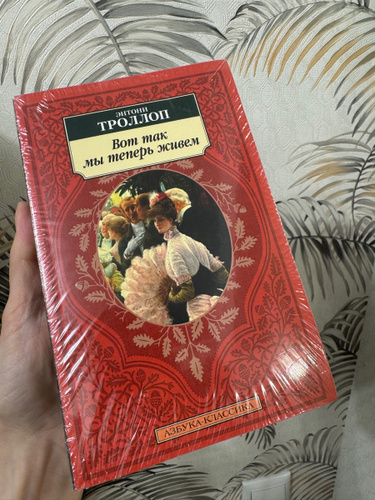 ЭНТОНИ
ТРОЛЛОП
Вот так
мы теперь живем
АЗБУКА-КЛАССИКА